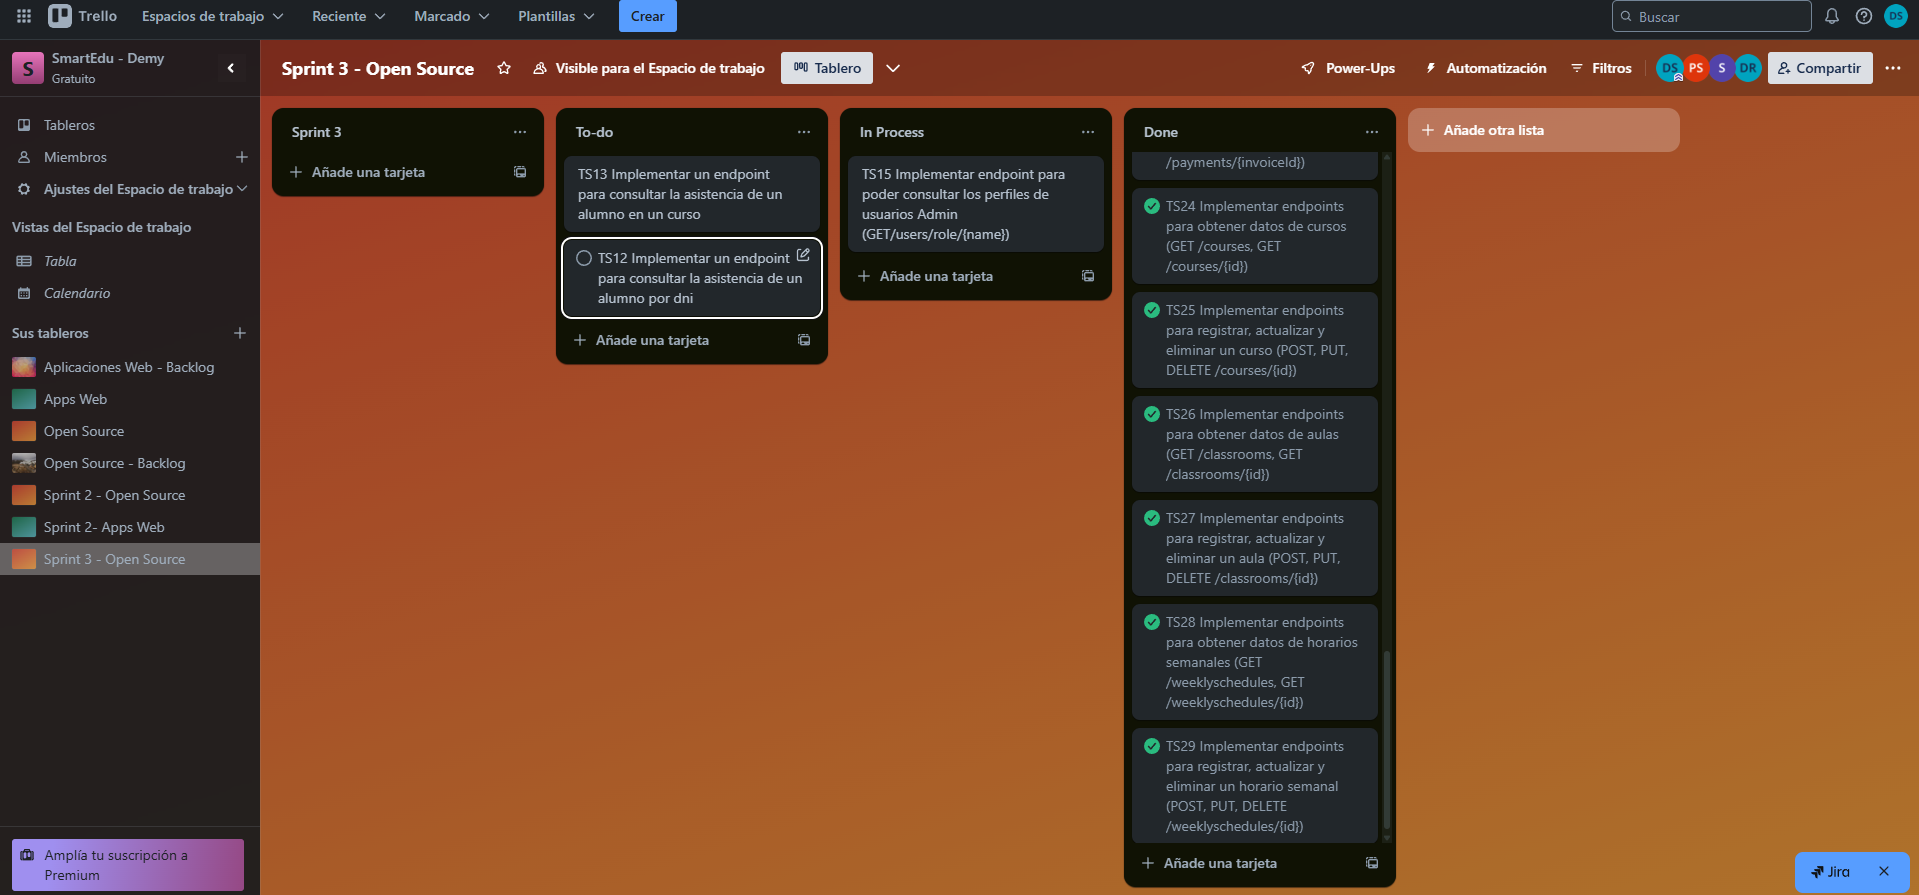 Trello
Espacios de trabajo
Reciente
Marcado
Plantillas
Crear
Buscar
DS
S
SmartEdu - Demy
Gratuito
Tableros
Miembros
Ajustes del Espacio de trabajo
Vistas del Espacio de trabajo
Tabla
Calendario
Sus tableros
Aplicaciones Web - Backlog
Apps Web
Open Source
Open Source - Backlog
Sprint 2 - Open Source
Sprint 2- Apps Web
Sprint 3 - Open Source
Amplía tu suscripción a
Premium
Sprint 3 - Open Source
Visible para el Espacio de trabajo
Tablero
Power-Ups
Automatización
Filtros
DS
PS
S
DR
Compartir
Sprint 3
Añade una tarjeta
To-do
TS13 Implementar un endpoint
para consultar la asistencia de un
alumno en un curso
TS12 Implementar un endpoint
para consultar la asistencia de un
alumno por dni
Añade una tarjeta
In Process
TS15 Implementar endpoint para
poder consultar los perfiles de
usuarios Admin
(GET/users/role/{name})
Añade una tarjeta
Done
/payments/{invoiceId})
TS24 Implementar endpoints
para obtener datos de cursos
(GET /courses, GET
/courses/{id})
TS25 Implementar endpoints
para registrar, actualizar y
eliminar un curso (POST, PUT,
DELETE /courses/{id})
TS26 Implementar endpoints
para obtener datos de aulas
(GET /classrooms, GET
/classrooms/{id})
TS27 Implementar endpoints
para registrar, actualizar y
eliminar un aula (POST, PUT,
DELETE /classrooms/{id})
TS28 Implementar endpoints
para obtener datos de horarios
semanales (GET
/weeklyschedules, GET
/weeklyschedules/{id})
TS29 Implementar endpoints
para registrar, actualizar y
eliminar un horario semanal
(POST, PUT, DELETE
/weeklyschedules/{id})
Añade una tarjeta
Añade otra lista
Jira